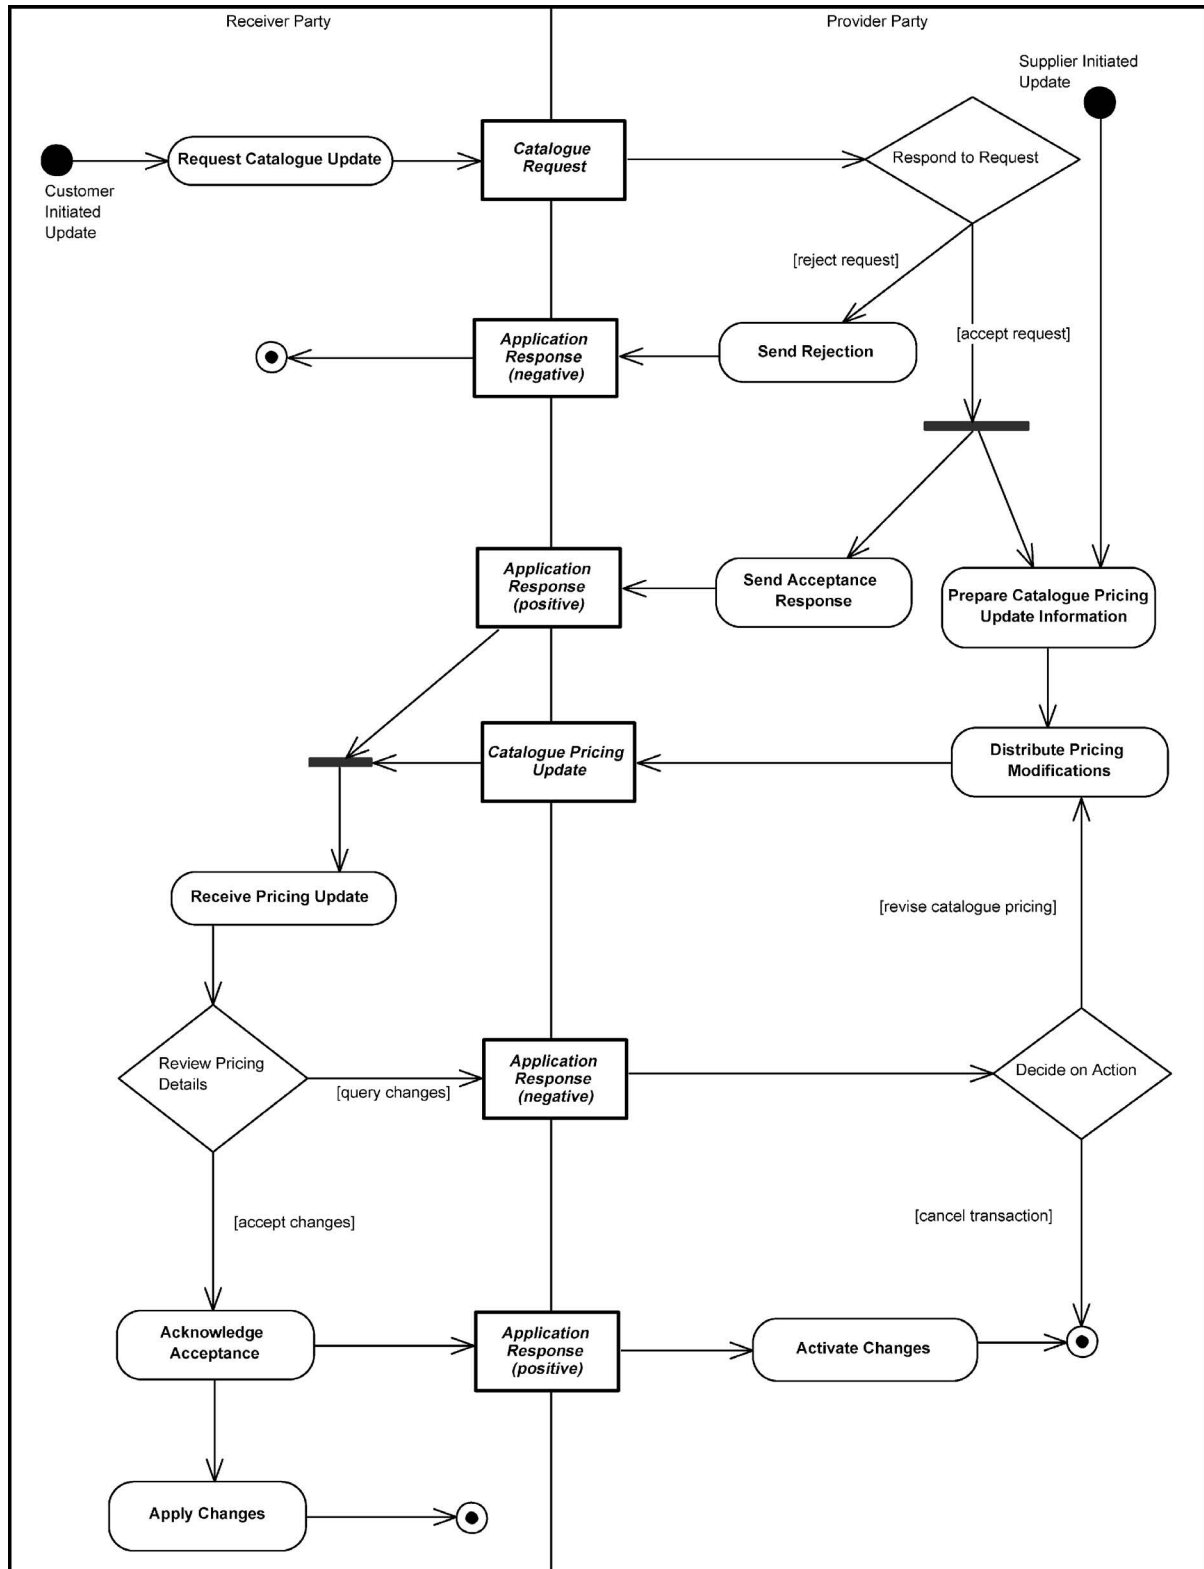 Receiver Party
Provider Party
Supplier Initiated
Update
Customer
Initiated
Update
Request Catalogue Update
Catalogue
Request
Respond to Request
[reject request]
[accept request]
Application
Response
(negative)
Send Rejection
Application
Response
(positive)
Send Acceptance
Response
Prepare Catalogue Pricing
Update Information
Catalogue Pricing
Update
Distribute Pricing
Modifications
Receive Pricing Update
[revise catalogue pricing]
Review Pricing
Details
[query changes]
Application
Response
(negative)
Decide on Action
[accept changes]
[cancel transaction]
Acknowledge
Acceptance
Application
Response
(positive)
Activate Changes
Apply Changes